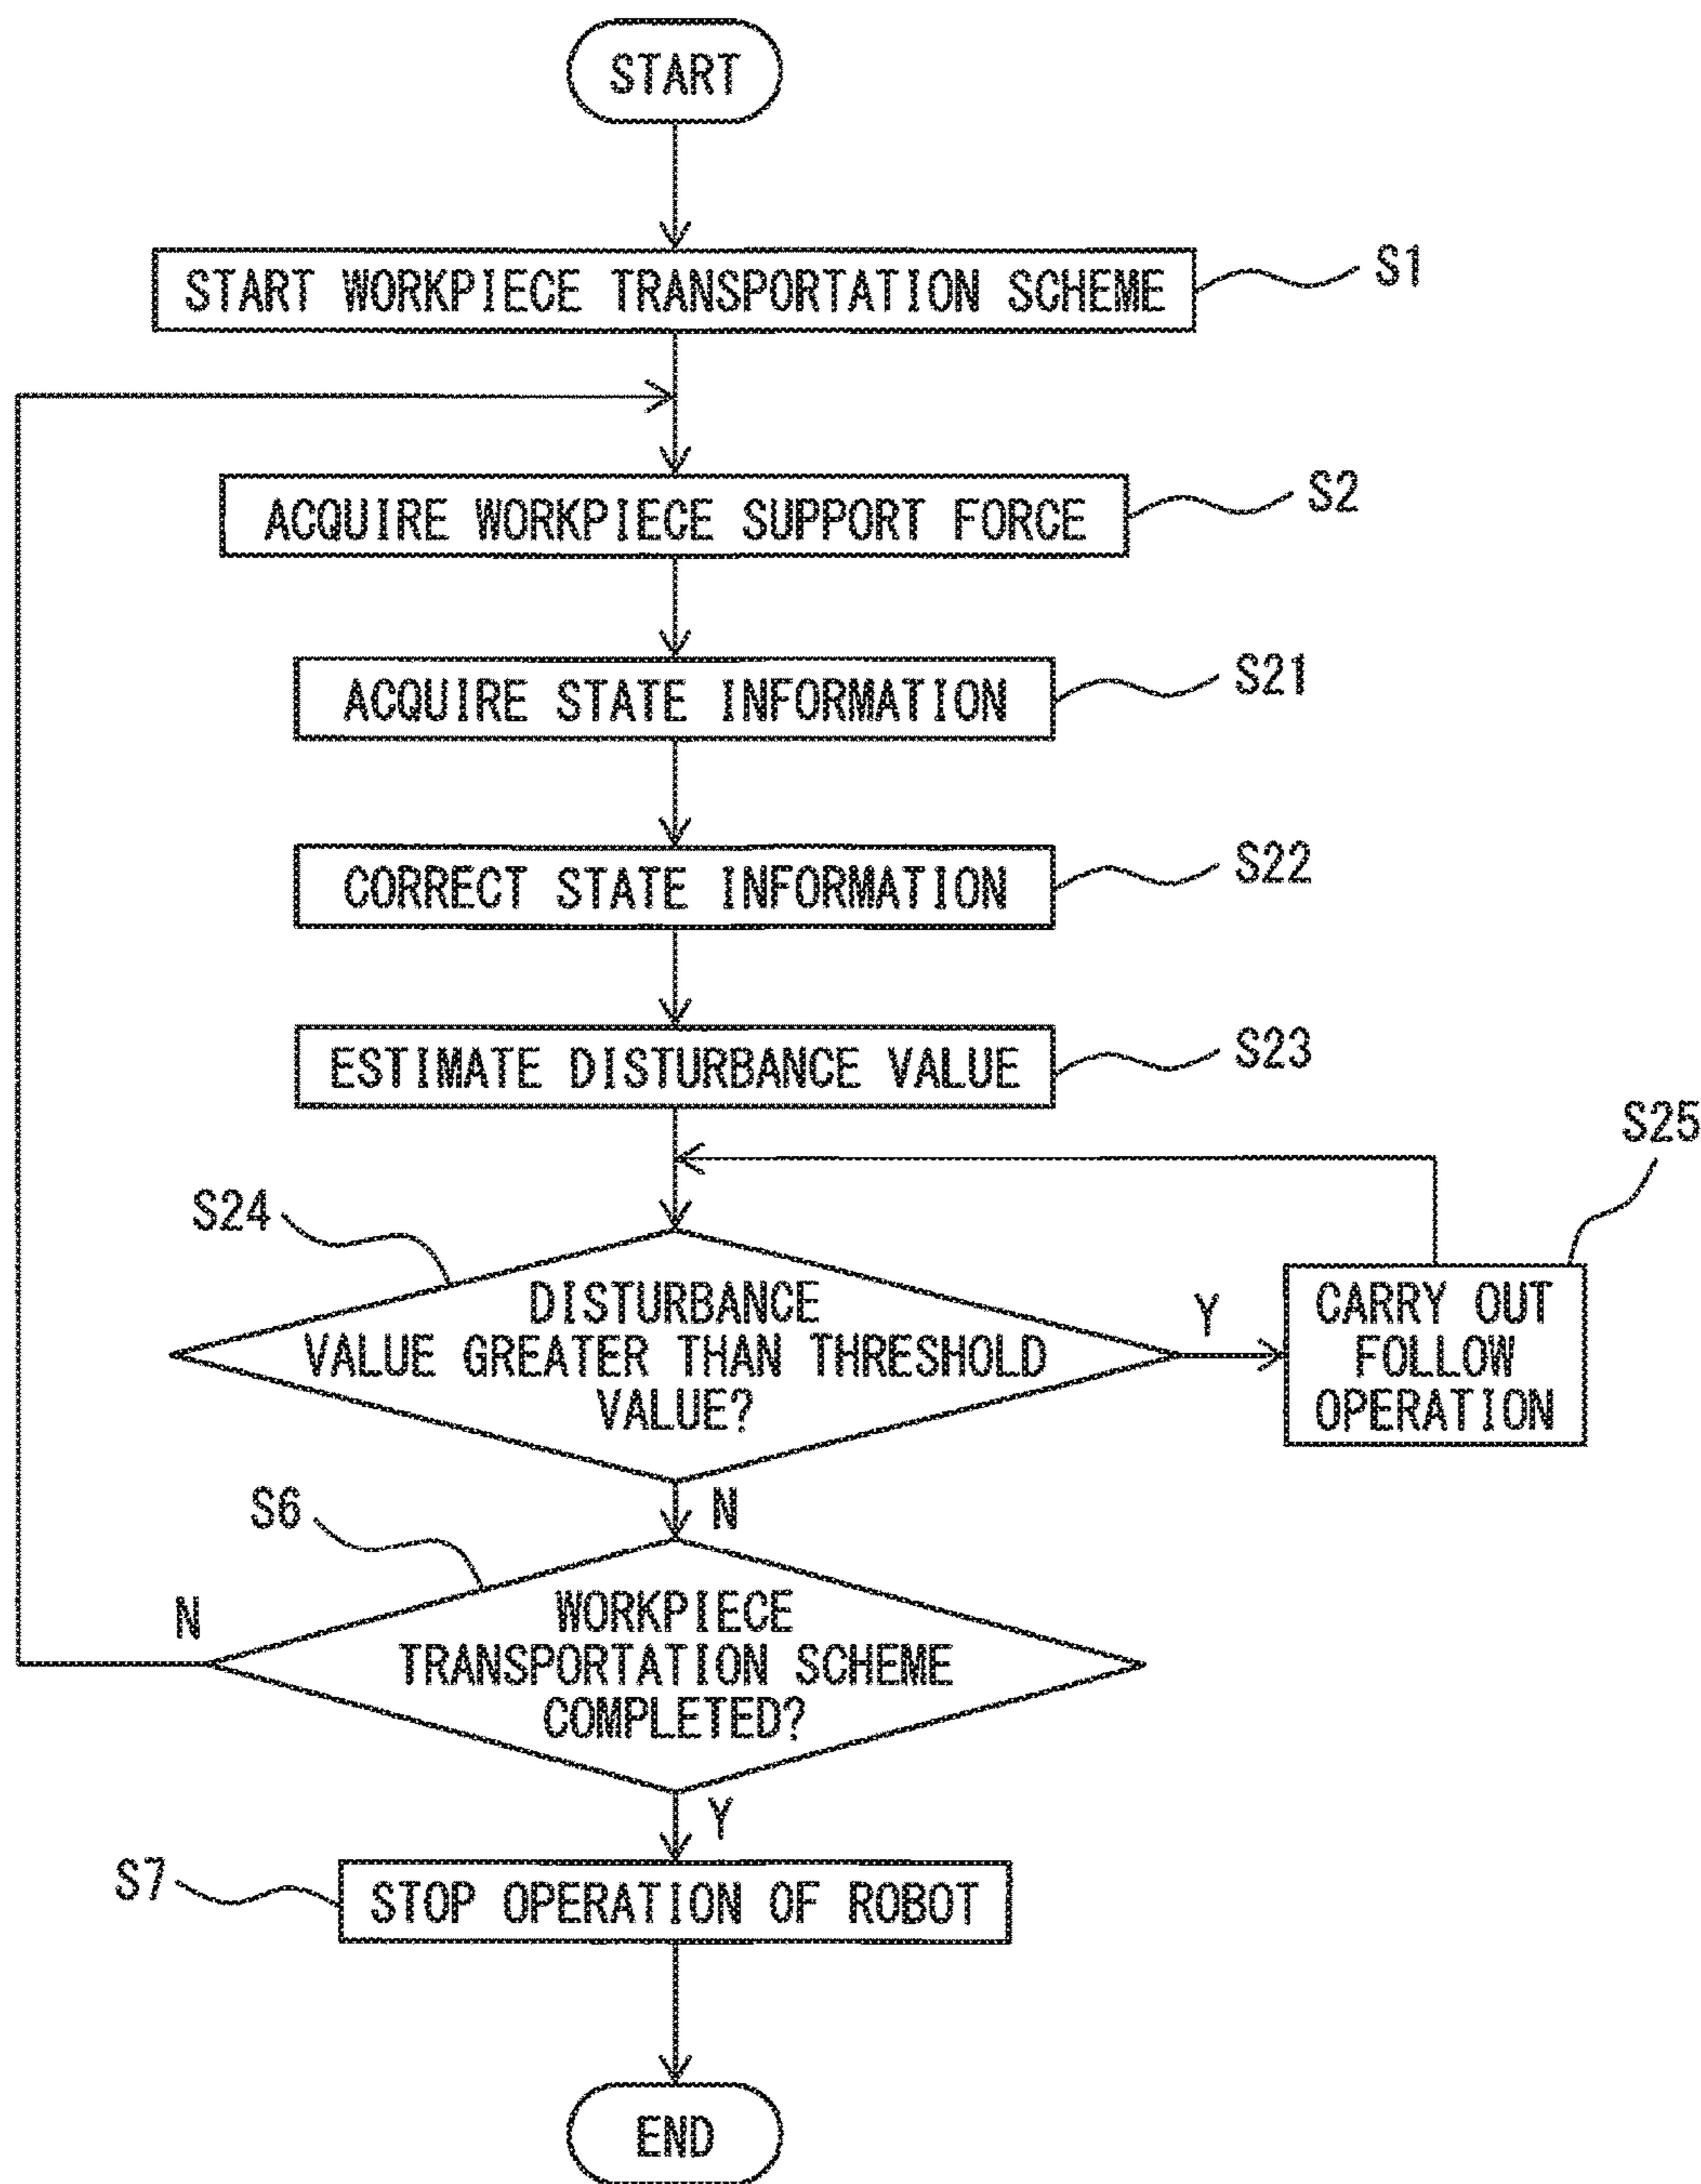 START
START WORKPIECE TRANSPORTATION SCHEME
S1
ACQUIRE WORKPIECE SUPPORT FORCE
S2
ACQUIRE STATE INFORMATION
S21
CORRECT STATE INFORMATION
S22
ESTIMATE DISTURBANCE VALUE
S23
S24
DISTURBANCE
VALUE GREATER THAN THRESHOLD
VALUE?
Y
S25
CARRY OUT
FOLLOW
OPERATION
N
S6
WORKPIECE
TRANSPORTATION SCHEME
COMPLETED?
N
Y
S7
STOP OPERATION OF ROBOT
END